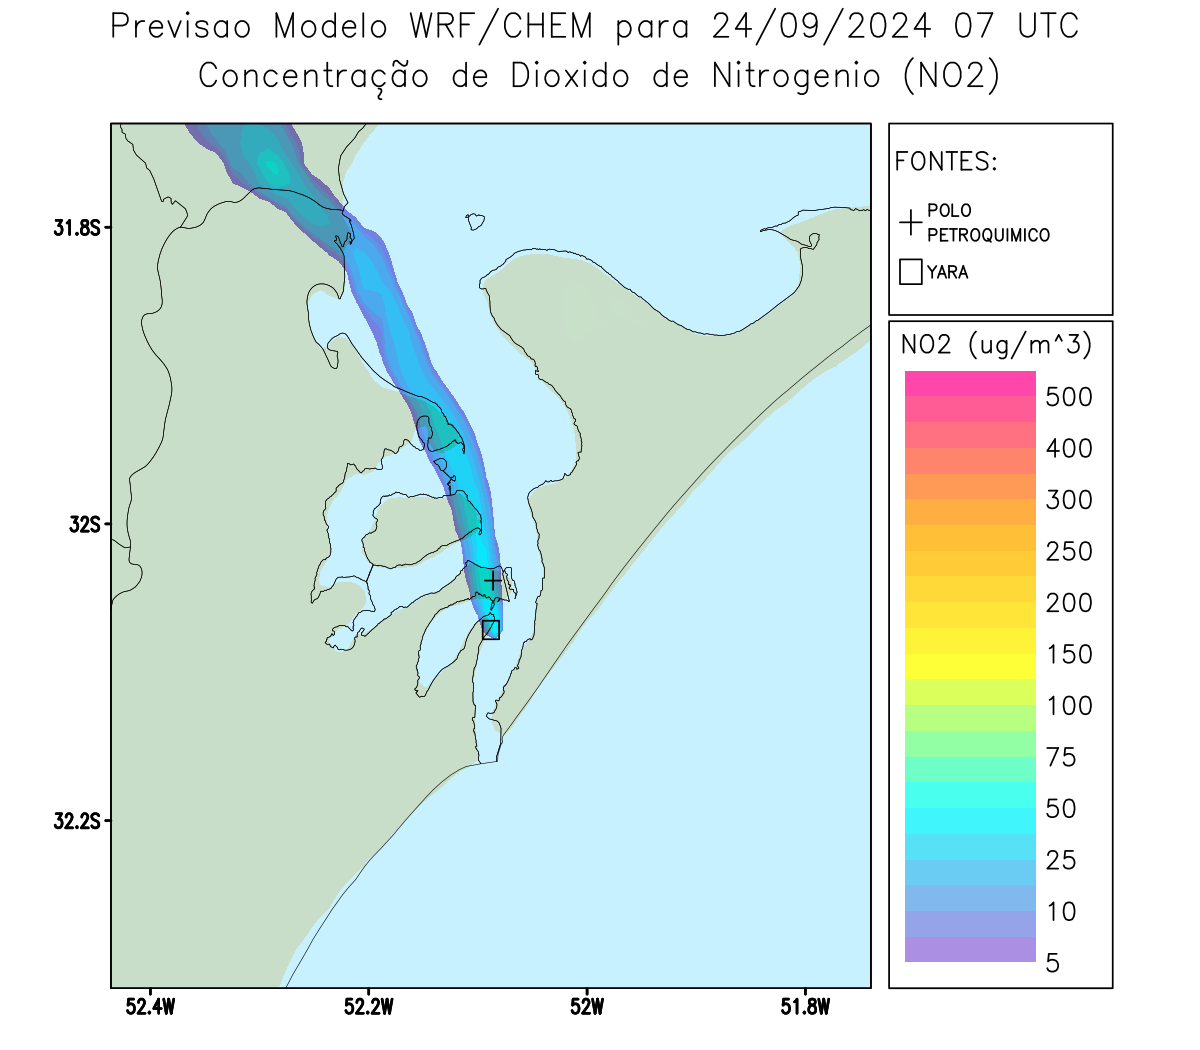 Previsao Modelo WRF/CHEM para 24/09/2024 07 UTC
Concentração de Dioxido de Nitrogenio (NO2)
FONTES:
POLO
PETROQUIMICO
YARA
NO2 (ug/m^3)
500
400
300
250
200
150
100
75
50
25
10
5
31.8S
32S
32.2S
52.4W
52.2W
52W
51.8W